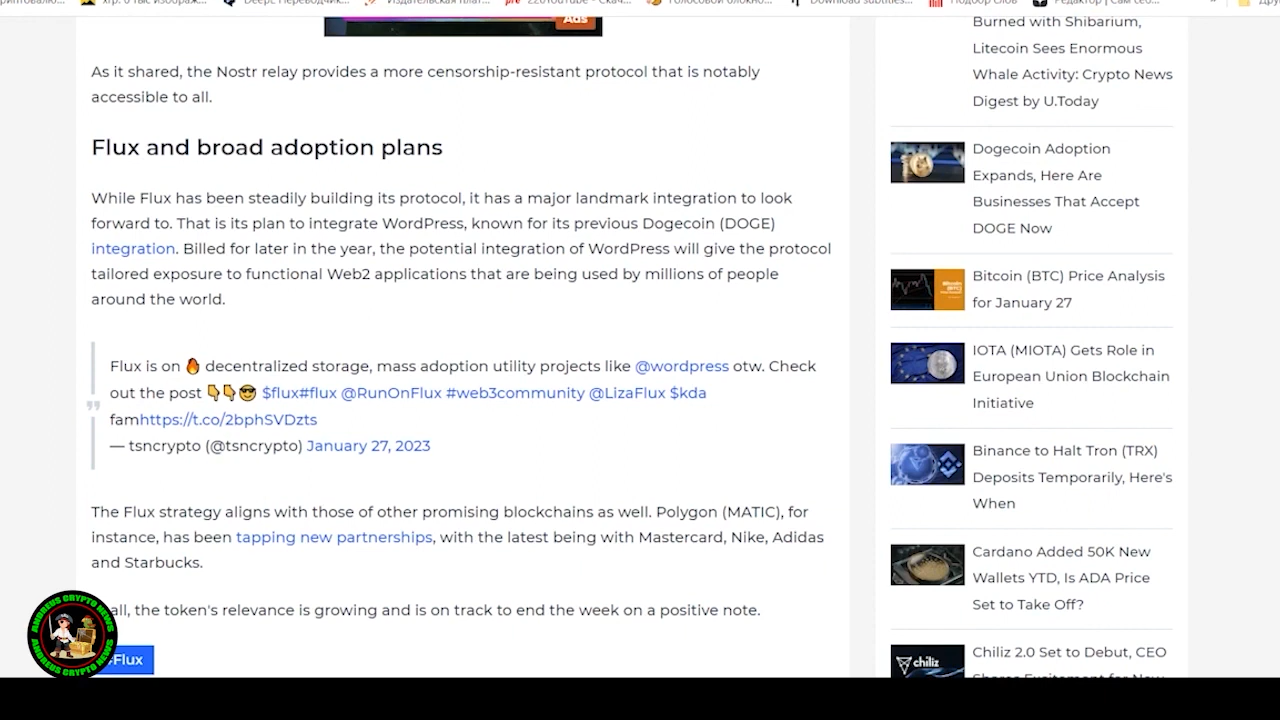 Ads
As it shared, the Nostr relay provides a more censorship-resistant protocol that is notably
accessible to all.
Flux and broad adoption plans
While Flux has been steadily building its protocol, it has a major landmark integration to look
forward to. That is its plan to integrate WordPress, known for its previous Dogecoin (DOGE)
integration. Billed for later in the year, the potential integration of WordPress will give the protocol
tailored exposure to functional Web2 applications that are being used by millions of people
around the world.
Flux is on 🔥 decentralized storage, mass adoption utility projects like @wordpress otw. Check
out the post 👇👇😎 $flux#flux @RunOnFlux #web3community @LizaFlux $kda
famhttps://t.co/2bphSVDzts
— tsncrypto (@tsncrypto) January 27, 2023
The Flux strategy aligns with those of other promising blockchains as well. Polygon (MATIC), for
instance, has been tapping new partnerships, with the latest being with Mastercard, Nike, Adidas
and Starbucks.
all, the token's relevance is growing and is on track to end the week on a positive note.
Flux
ANDREUS CRYPTO NEWS
ANDREUS CRYPTO NEWS
Burned with Shibarium,
Litecoin Sees Enormous
Whale Activity: Crypto News
Digest by U.Today
Dogecoin Adoption
Expands, Here Are
Businesses That Accept
DOGE Now
Bitcoin (BTC) Price Analysis
for January 27
IOTA (MIOTA) Gets Role in
European Union Blockchain
Initiative
Binance to Halt Tron (TRX)
Deposits Temporarily, Here's
When
Cardano Added 50K New
Wallets YTD, Is ADA Price
Set to Take Off?
chiliz
Chiliz 2.0 Set to Debut, CEO